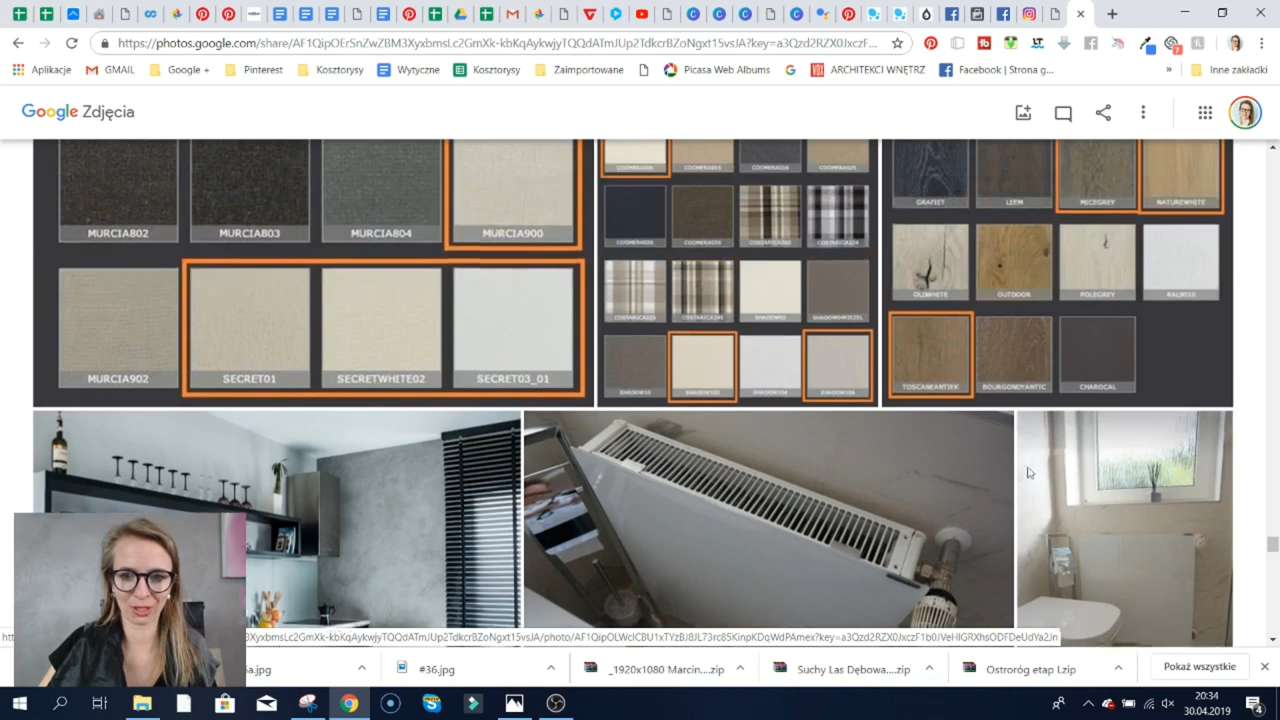 https://photos.google.com/share/AF1QipOErSnZwZBM3XyxbmsLc2GmXk-kbKqAykwjyTQQdATmJUp2TdkcrBZoNgxt15vsJA?key=a3Qzd2RZX0JxczF...
Aplikacje GMAIL Google + Pinterest Kosztorysy Wytyczne Kosztorysy Zaimportowane Picasa Web Albums ARCHITEKCI WNĘTRZ Facebook | Strona g... » Inne zakładki
Google Zdjęcia
MURCIA802 MURCIA803 MURCIA804 MURCIA900
MURCIA902 SECRET01 SECRETWHITE02 SECRET03_01
GRAFIET LEEM MICEGREY NATUREWHITE
OLDWHITE OUTDOOR POLEGREY RAL9010
TOSCANEANTIEK BOURGONDYANTIC CHAROCAL
#36.jpg _1920x1080 Marcin....zip Suchy Las Dębowa....zip Ostroróg etap I.zip Pokaż wszystkie
20:34
30.04.2019